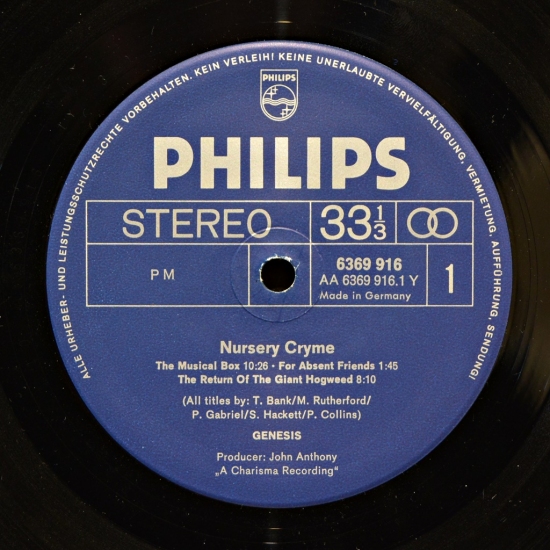 ALLE URHEBER- UND LEISTUNGSSCHUTZRECHTE VORBEHALTEN. KEIN VERLEIH! KEINE UNERLAUBTE VERVIELFÄLTIGUNG, VERMIETUNG, AUFFÜHRUNG, SENDUNG!
PHILIPS
PHILIPS
STEREO
33 1/3
PM
6369 916
AA 6369 916.1 Y
Made in Germany
1
Nursery Cryme
The Musical Box 10:26 · For Absent Friends 1:45
The Return Of The Giant Hogweed 8:10
(All titles by: T. Bank/M. Rutherford/
P. Gabriel/S. Hackett/P. Collins)
GENESIS
Producer: John Anthony
„A Charisma Recording“